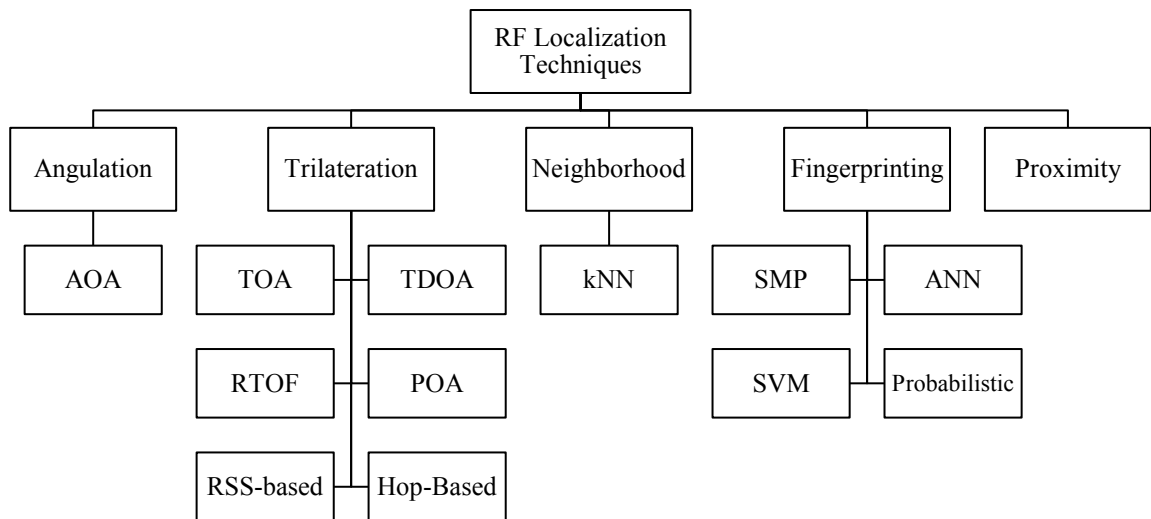 RF Localization
Techniques
Angulation
Trilateration
Neighborhood
Fingerprinting
Proximity
AOA
TOA
TDOA
kNN
SMP
ANN
RTOF
POA
SVM
Probabilistic
RSS-based
Hop-Based